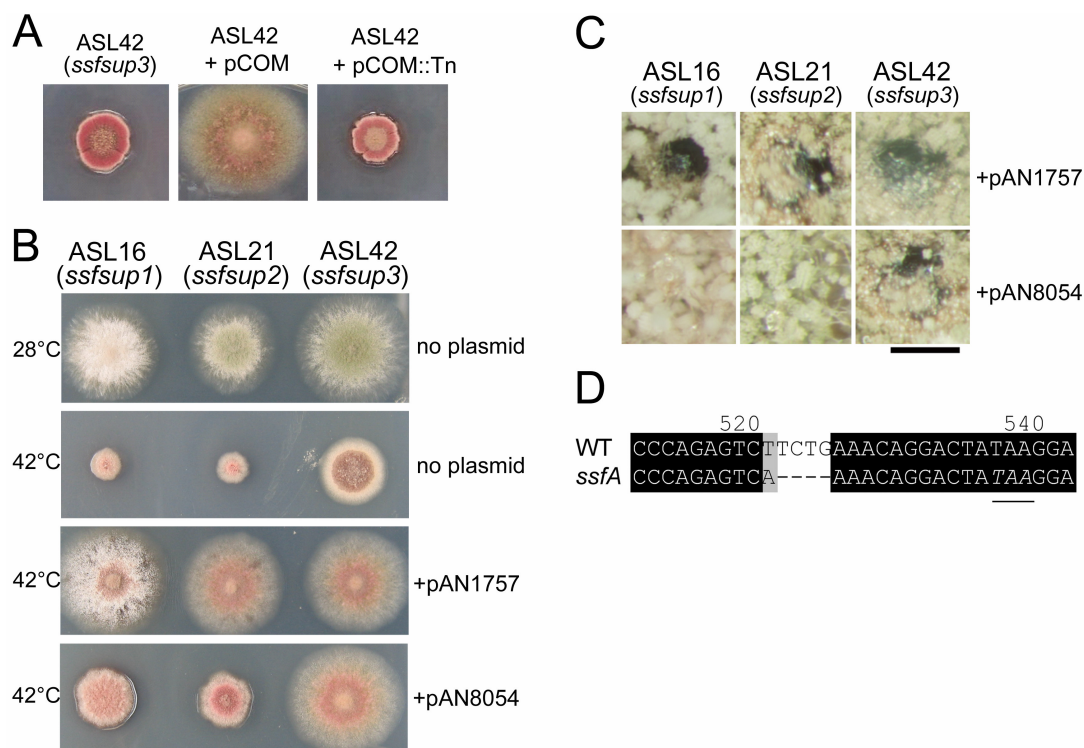 A
ASL42
(ssfsup3)
ASL42
+ pCOM
ASL42
+ pCOM::Tn
B
ASL16
(ssfsup1)
ASL21
(ssfsup2)
ASL42
(ssfsup3)
28°C
no plasmid
42°C
no plasmid
42°C
+pAN1757
42°C
+pAN8054
C
ASL16
(ssfsup1)
ASL21
(ssfsup2)
ASL42
(ssfsup3)
+pAN1757
+pAN8054
D
520 540
WT CCCAGAGTCTTCTGAAACAGGACTATAAGGA
ssfA CCCAGAGTCA----AAACAGGACTATAAGGA